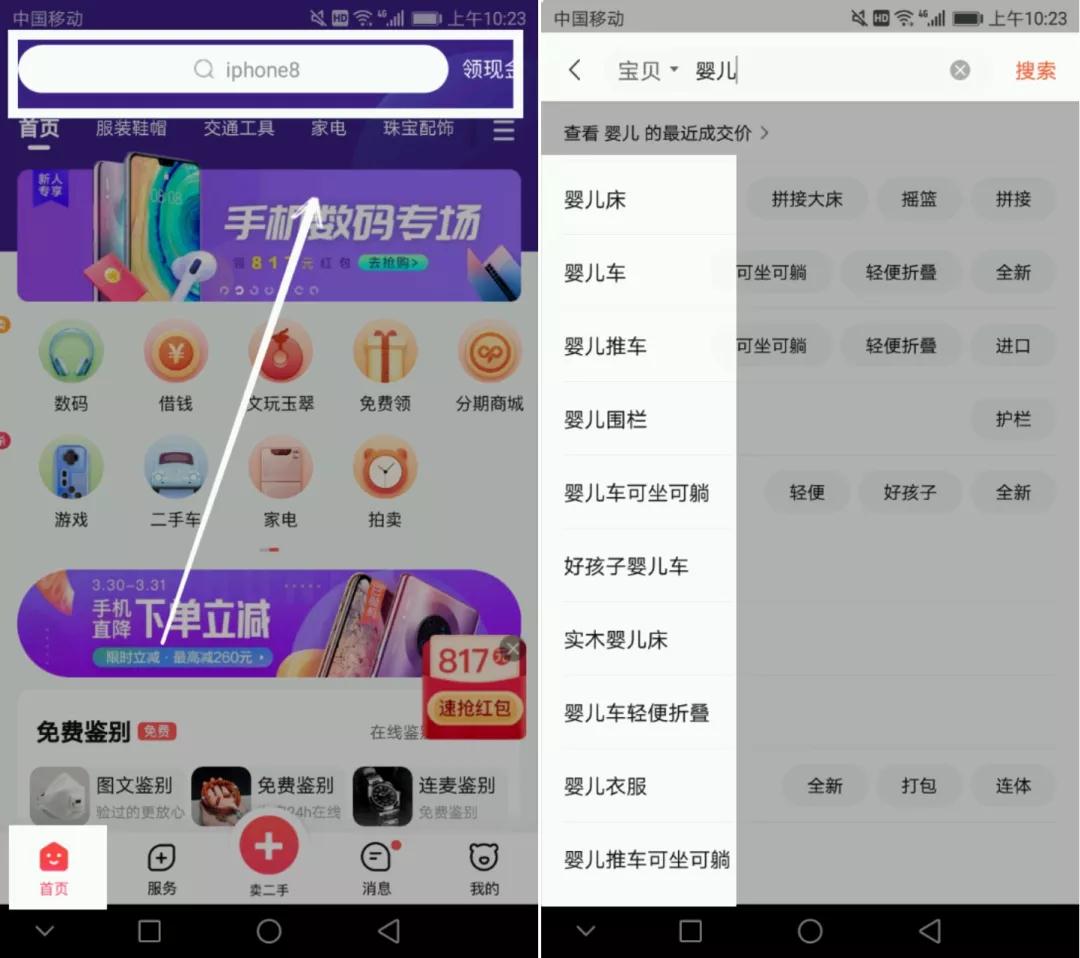 中国移动
HD
4G
上午10:23
iphone8
领现金
首页
服装鞋帽
交通工具
家电
珠宝配饰
新人
专享
08:08
手机数码专场
领817元红包
去抢购>
数码
借钱
文玩玉翠
免费领
分期商城
游戏
二手车
家电
拍卖
3.30-3.31
手机
直降
下单立减
限时立减·最高减260元
817元
速抢红包
免费鉴别
免费
在线鉴
图文鉴别
验过的更放心
免费鉴别
24h在线
连麦鉴别
免费鉴别
首页
服务
卖二手
消息
我的
中国移动
HD
4G
上午10:23
宝贝
婴儿
搜索
查看 婴儿 的最近成交价 >
婴儿床
拼接大床
摇篮
拼接
婴儿车
可坐可躺
轻便折叠
全新
婴儿推车
可坐可躺
轻便折叠
进口
婴儿围栏
护栏
婴儿车可坐可躺
轻便
好孩子
全新
好孩子婴儿车
实木婴儿床
婴儿车轻便折叠
婴儿衣服
全新
打包
连体
婴儿推车可坐可躺